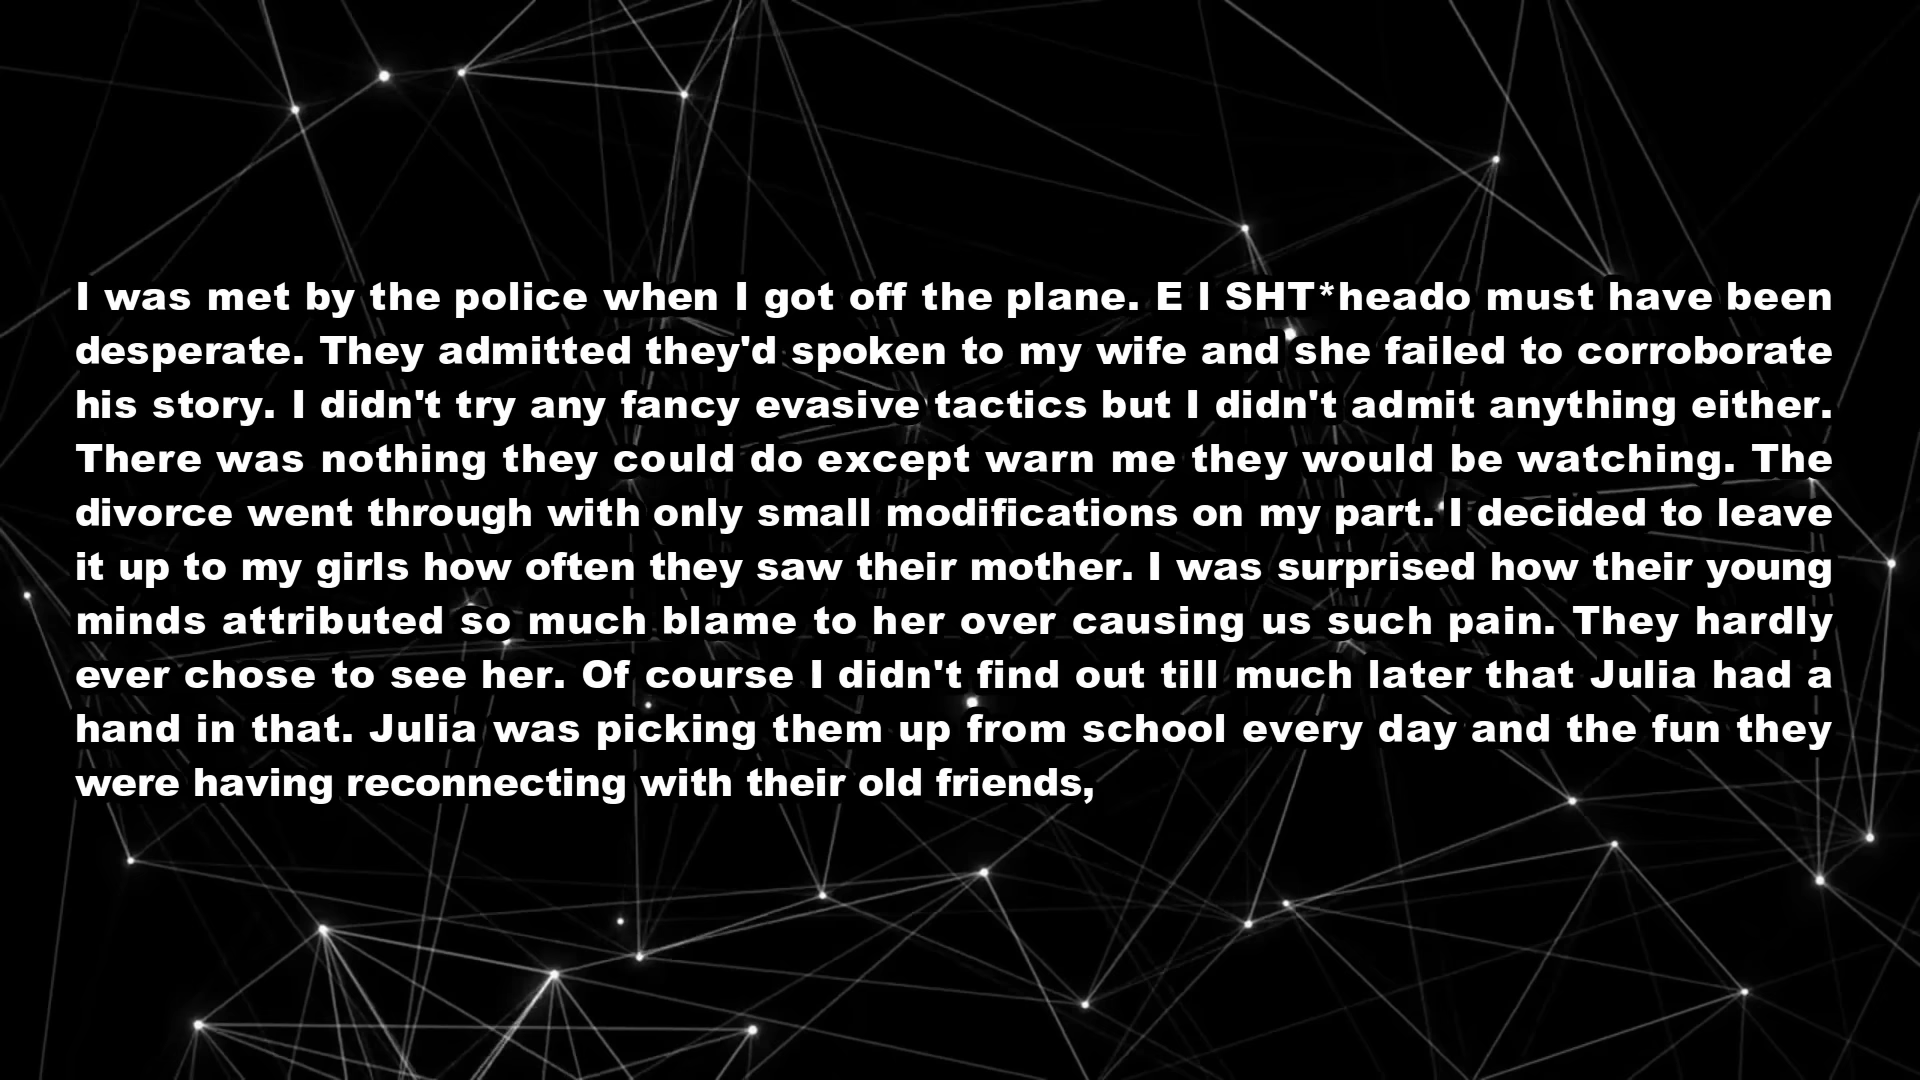 I was met by the police when I got off the plane. E l SHT*heado must have been
desperate. They admitted they'd spoken to my wife and she failed to corroborate
his story. I didn't try any fancy evasive tactics but I didn't admit anything either.
There was nothing they could do except warn me they would be watching. The
divorce went through with only small modifications on my part. I decided to leave
it up to my girls how often they saw their mother. I was surprised how their young
minds attributed so much blame to her over causing us such pain. They hardly
ever chose to see her. Of course I didn't find out till much later that Julia had a
hand in that. Julia was picking them up from school every day and the fun they
were having reconnecting with their old friends,